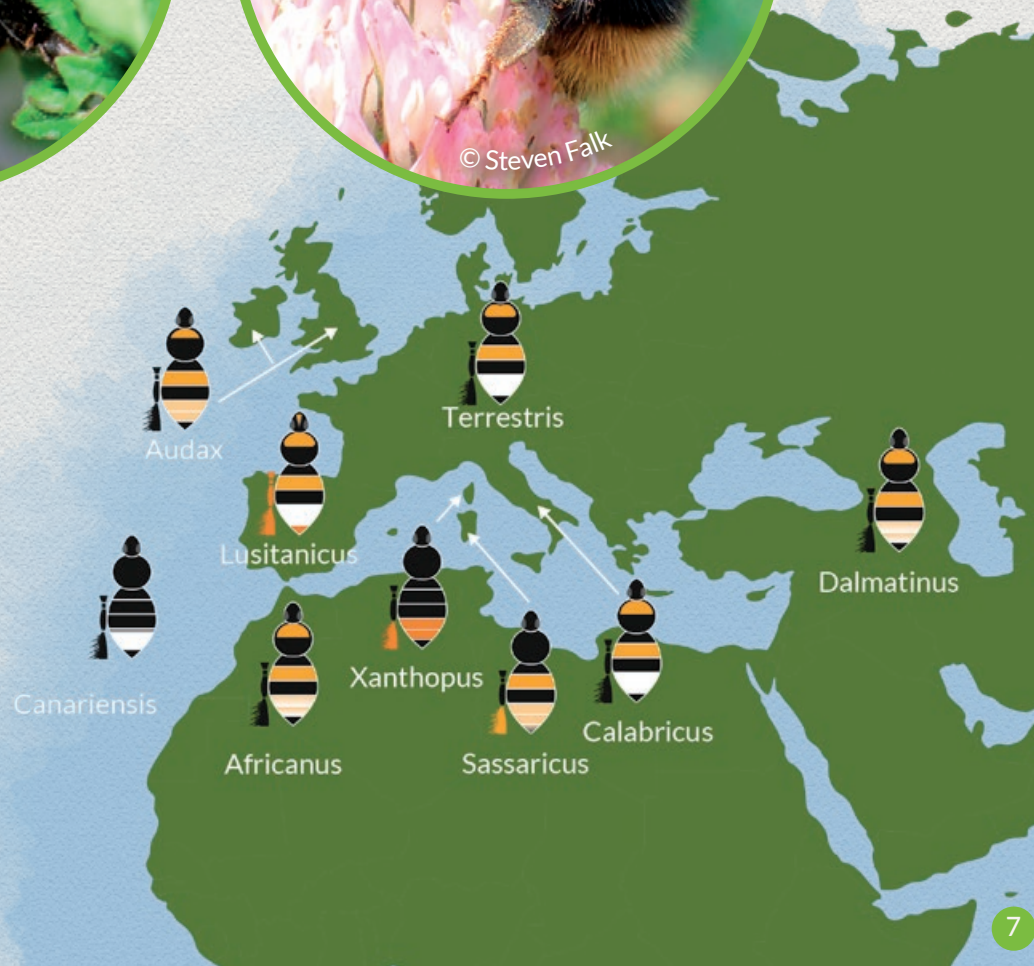 © Steven Falk
Terrestris
Audax
Lusitanicus
Dalmatinus
Xanthopus
Canariensis
Calabricus
Africanus
Sassaricus
7